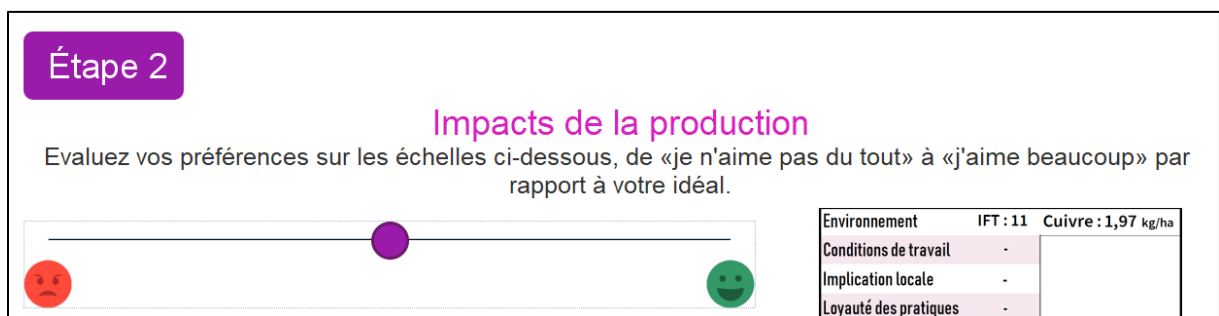 Étape 2
Impacts de la production
Evaluez vos préférences sur les échelles ci-dessous, de «je n'aime pas du tout» à «j'aime beaucoup» par
rapport à votre idéal.
Environnement IFT : 11 Cuivre : 1,97 kg/ha
Conditions de travail -
Implication locale -
Loyauté des pratiques -